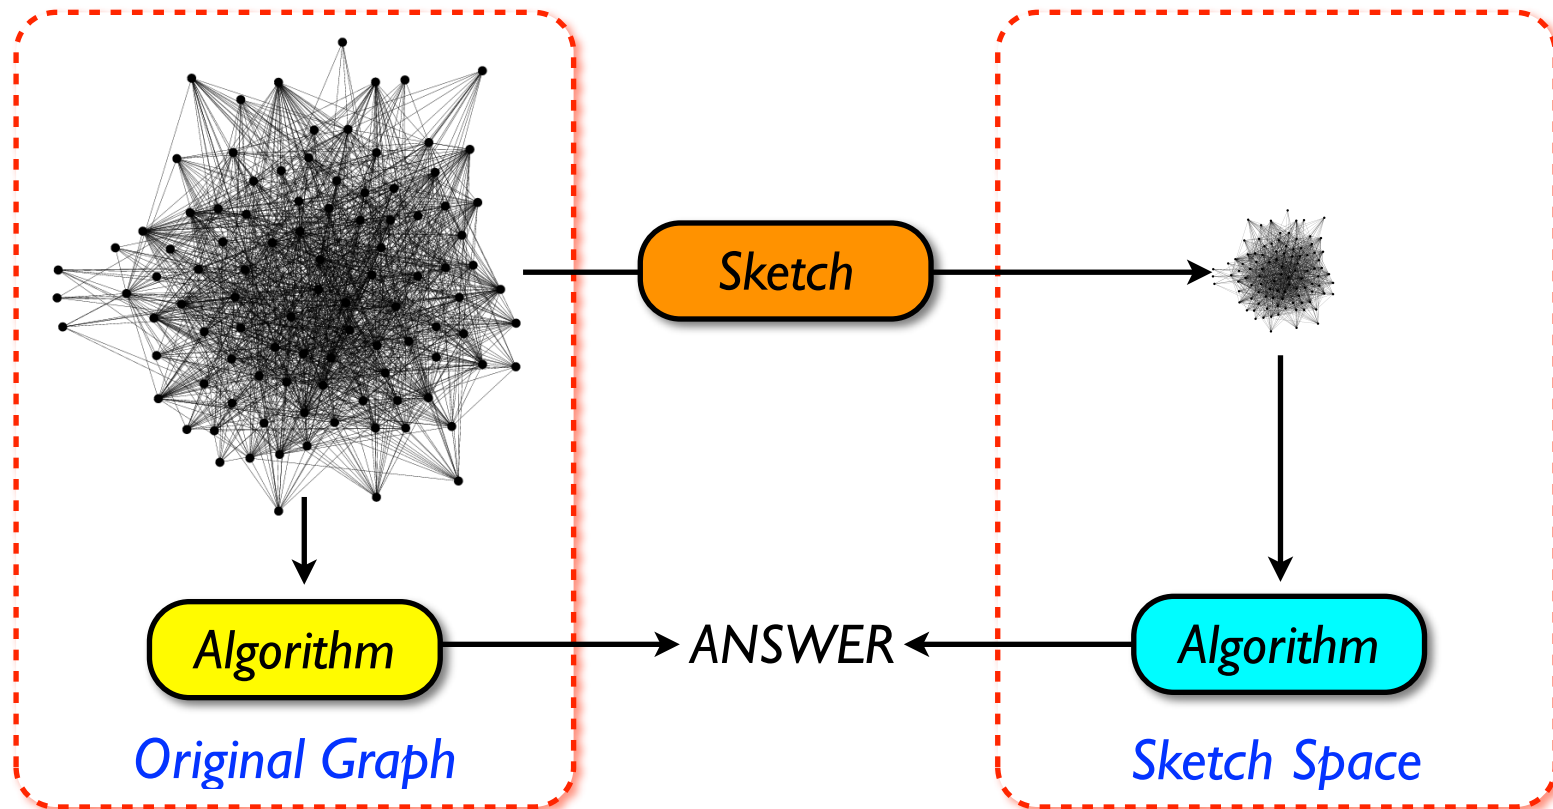 Sketch
Algorithm
ANSWER
Algorithm
Original Graph
Sketch Space